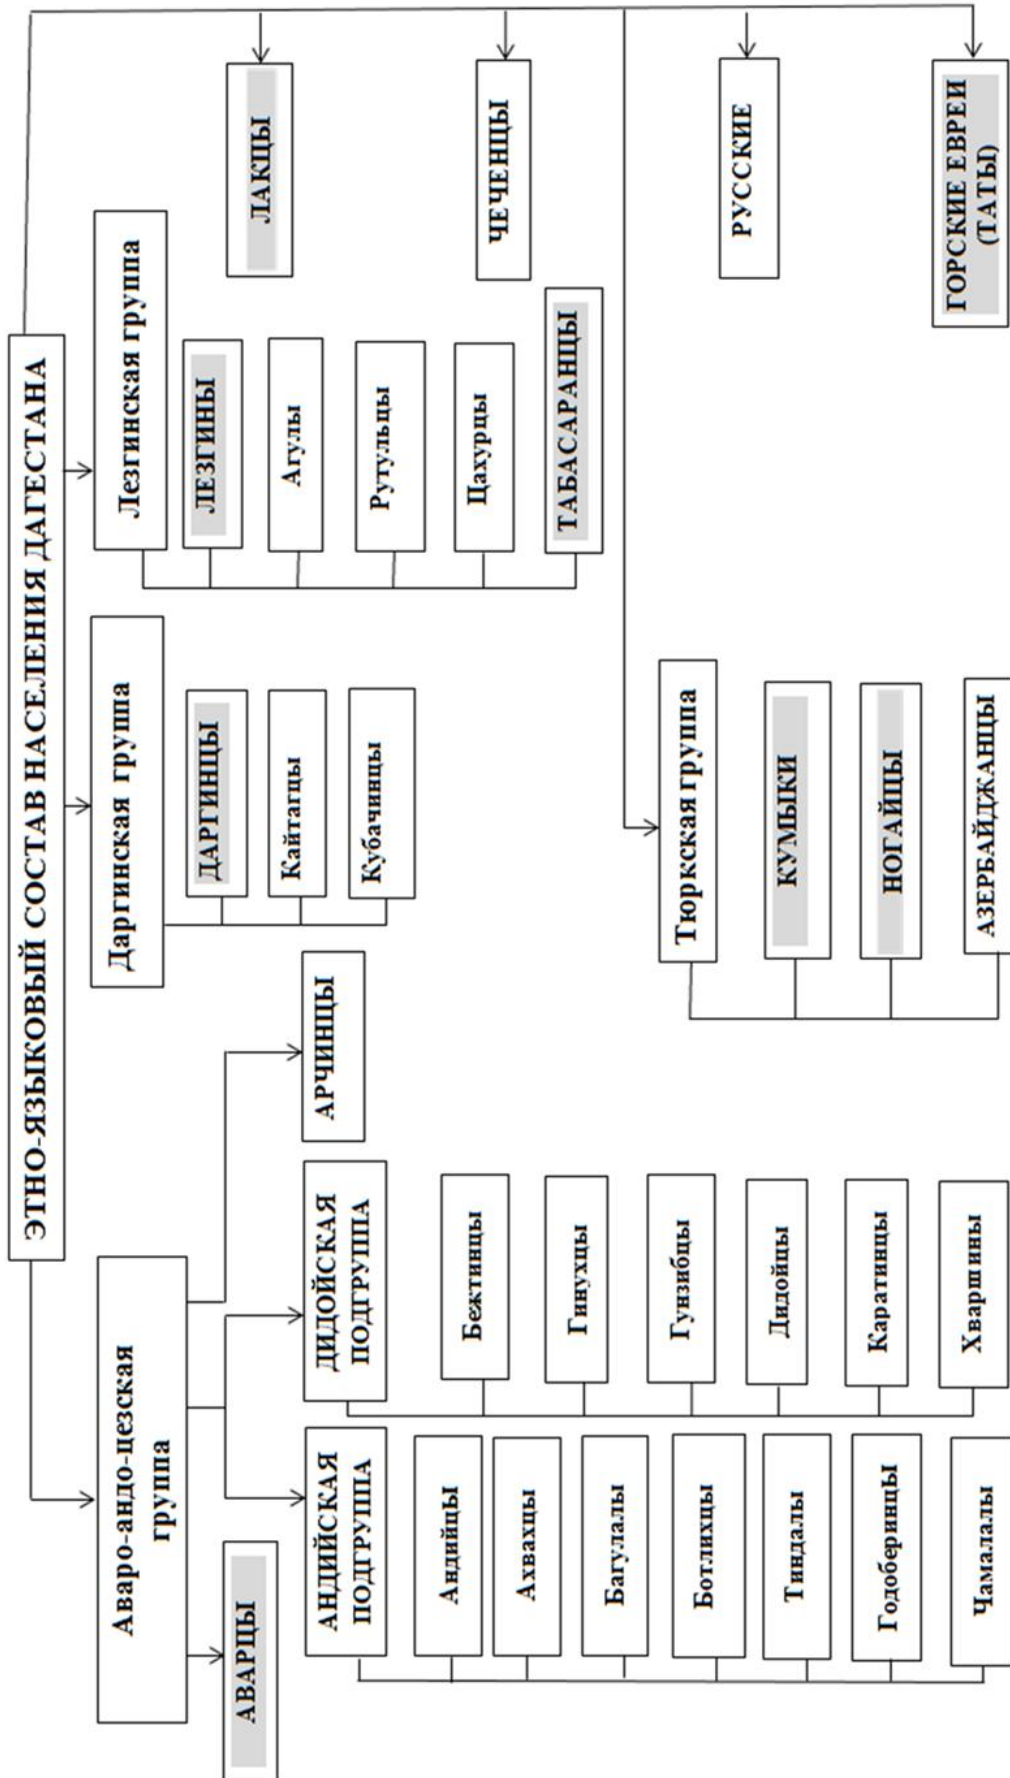 ЭТНО-ЯЗЫКОВЫЙ СОСТАВ НАСЕЛЕНИЯ ДАГЕСТАНА
Аваро-андо-цезская
группа
АВАРЦЫ
АНДИЙСКАЯ
ПОДГРУППА
Андийцы
Ахвахцы
Багулалы
Ботлихцы
Тиндалы
Годоберинцы
Чамалалы
ДИДОЙСКАЯ
ПОДГРУППА
Бежтинцы
Гинухцы
Гунзибцы
Дидойцы
Каратинцы
Хваршины
АРЧИНЦЫ
Даргинская группа
ДАРГИНЦЫ
Кайтагцы
Кубачинцы
Лезгинская группа
ЛЕЗГИНЫ
Агулы
Рутульцы
Цахурцы
ТАБАСАРАНЦЫ
Тюркская группа
КУМЫКИ
НОГАЙЦЫ
АЗЕРБАЙДЖАНЦЫ
ЛАКЦЫ
ЧЕЧЕНЦЫ
РУССКИЕ
ГОРСКИЕ ЕВРЕИ
(ТАТЫ)